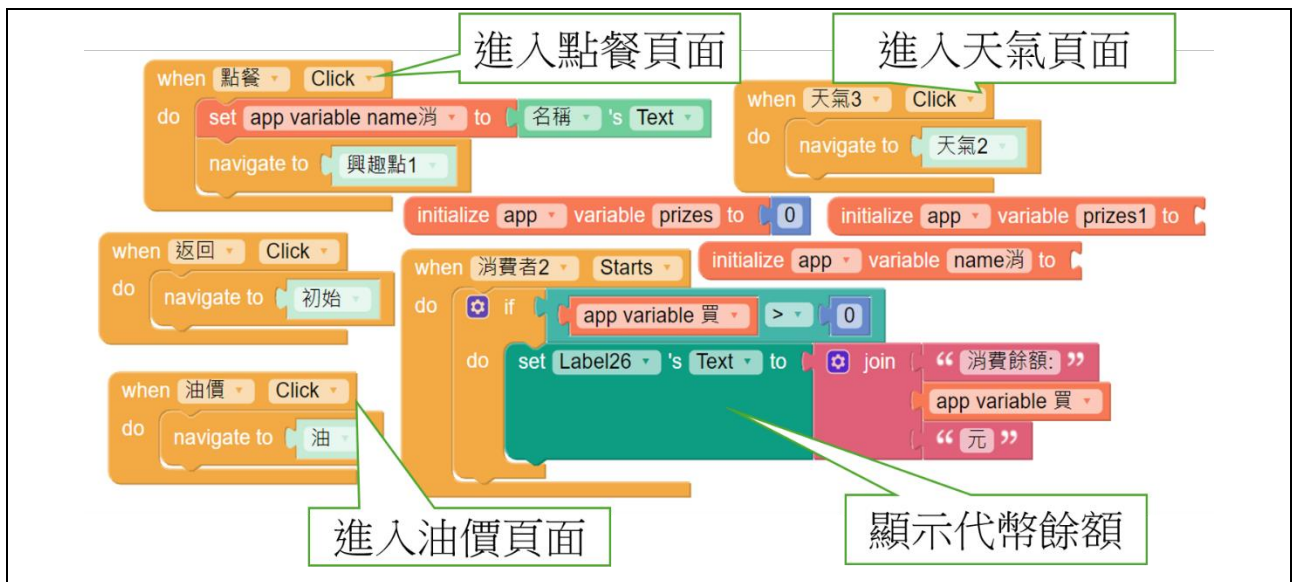 進入點餐頁面
進入天氣頁面
when 點餐 Click
do set app variable name消 to 名稱 's Text
navigate to 興趣點1
when 天氣3 Click
do navigate to 天氣2
initialize app variable prizes to 0
initialize app variable prizes1 to
initialize app variable name消 to
when 返回 Click
do navigate to 初始
when 消費者2 Starts
do if app variable 買 > 0
do set Label26 's Text to join “ 消費餘額: ”
app variable 買
“ 元 ”
when 油價 Click
do navigate to 油
進入油價頁面
顯示代幣餘額